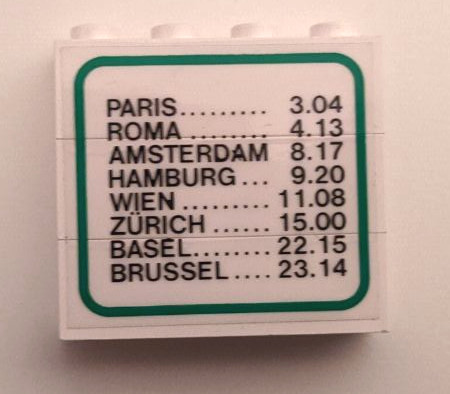 PARIS......... 3.04
ROMA ........ 4.13
AMSTERDAM 8.17
HAMBURG ... 9.20
WIEN ......... 11.08
ZÜRICH ...... 15.00
BASEL........ 22.15
BRUSSEL .... 23.14